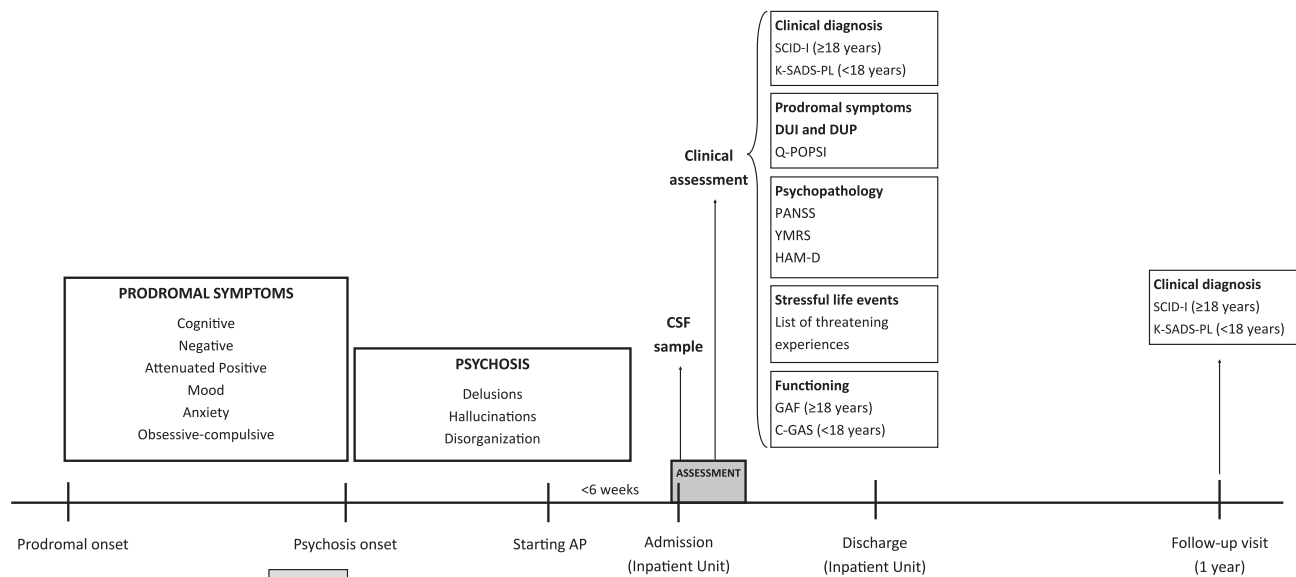 Clinical diagnosis
SCID-I (≥18 years)
K-SADS-PL (<18 years)
Prodromal symptoms
DUI and DUP
Q-POPSI
Clinical
assessment
Psychopathology
PANSS
YMRS
HAM-D
Stressful life events
List of threatening
experiences
Functioning
GAF (≥18 years)
C-GAS (<18 years)
PRODROMAL SYMPTOMS
Cognitive
Negative
Attenuated Positive
Mood
Anxiety
Obsessive-compulsive
PSYCHOSIS
Delusions
Hallucinations
Disorganization
CSF
sample
Clinical diagnosis
SCID-I (≥18 years)
K-SADS-PL (<18 years)
ASSESSMENT
<6 weeks
Prodromal onset
Psychosis onset
Starting AP
Admission
(Inpatient Unit)
Discharge
(Inpatient Unit)
Follow-up visit
(1 year)